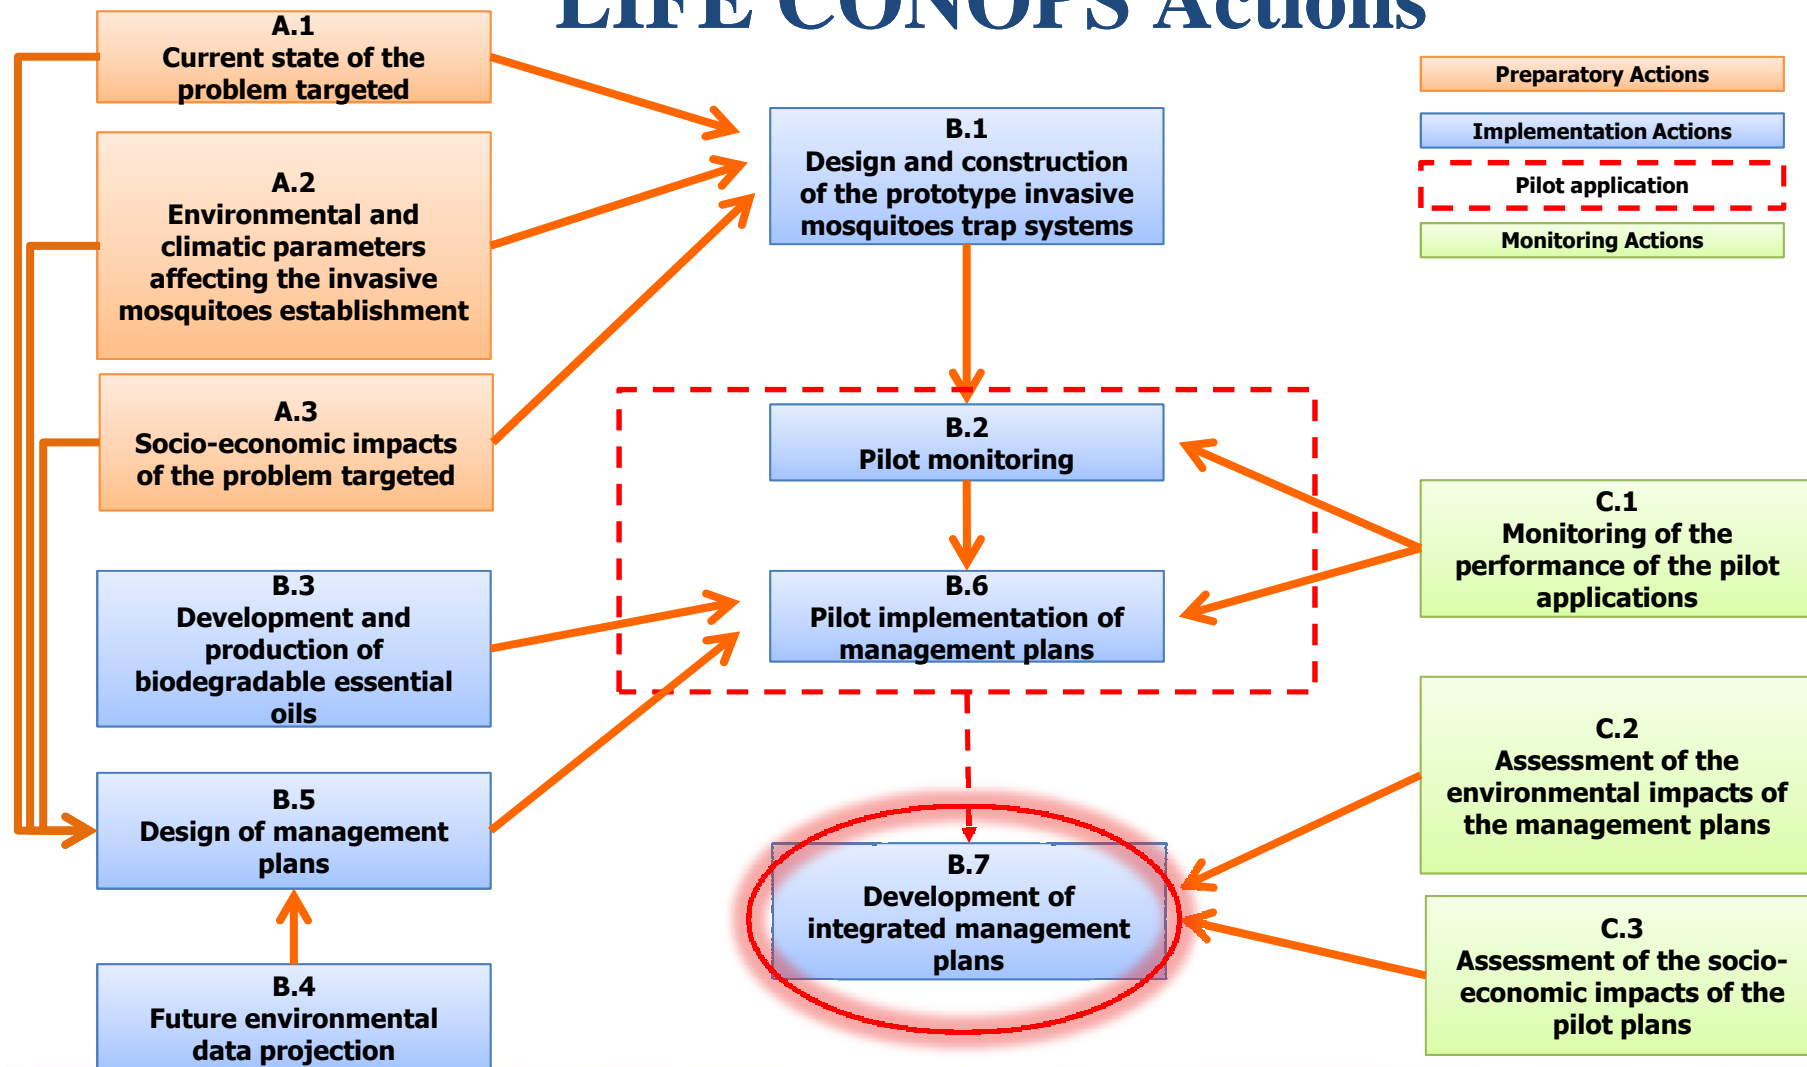 LIFE CONOPS Actions
A.1
Current state of the
problem targeted
A.2
Environmental and
climatic parameters
affecting the invasive
mosquitoes establishment
A.3
Socio-economic impacts
of the problem targeted
B.3
Development and
production of
biodegradable essential
oils
B.5
Design of management
plans
B.4
Future environmental
data projection
B.1
Design and construction
of the prototype invasive
mosquitoes trap systems
B.2
Pilot monitoring
B.6
Pilot implementation of
management plans
B.7
Development of
integrated management
plans
Preparatory Actions
Implementation Actions
Pilot application
Monitoring Actions
C.1
Monitoring of the
performance of the pilot
applications
C.2
Assessment of the
environmental impacts of
the management plans
C.3
Assessment of the socio-
economic impacts of the
pilot plans